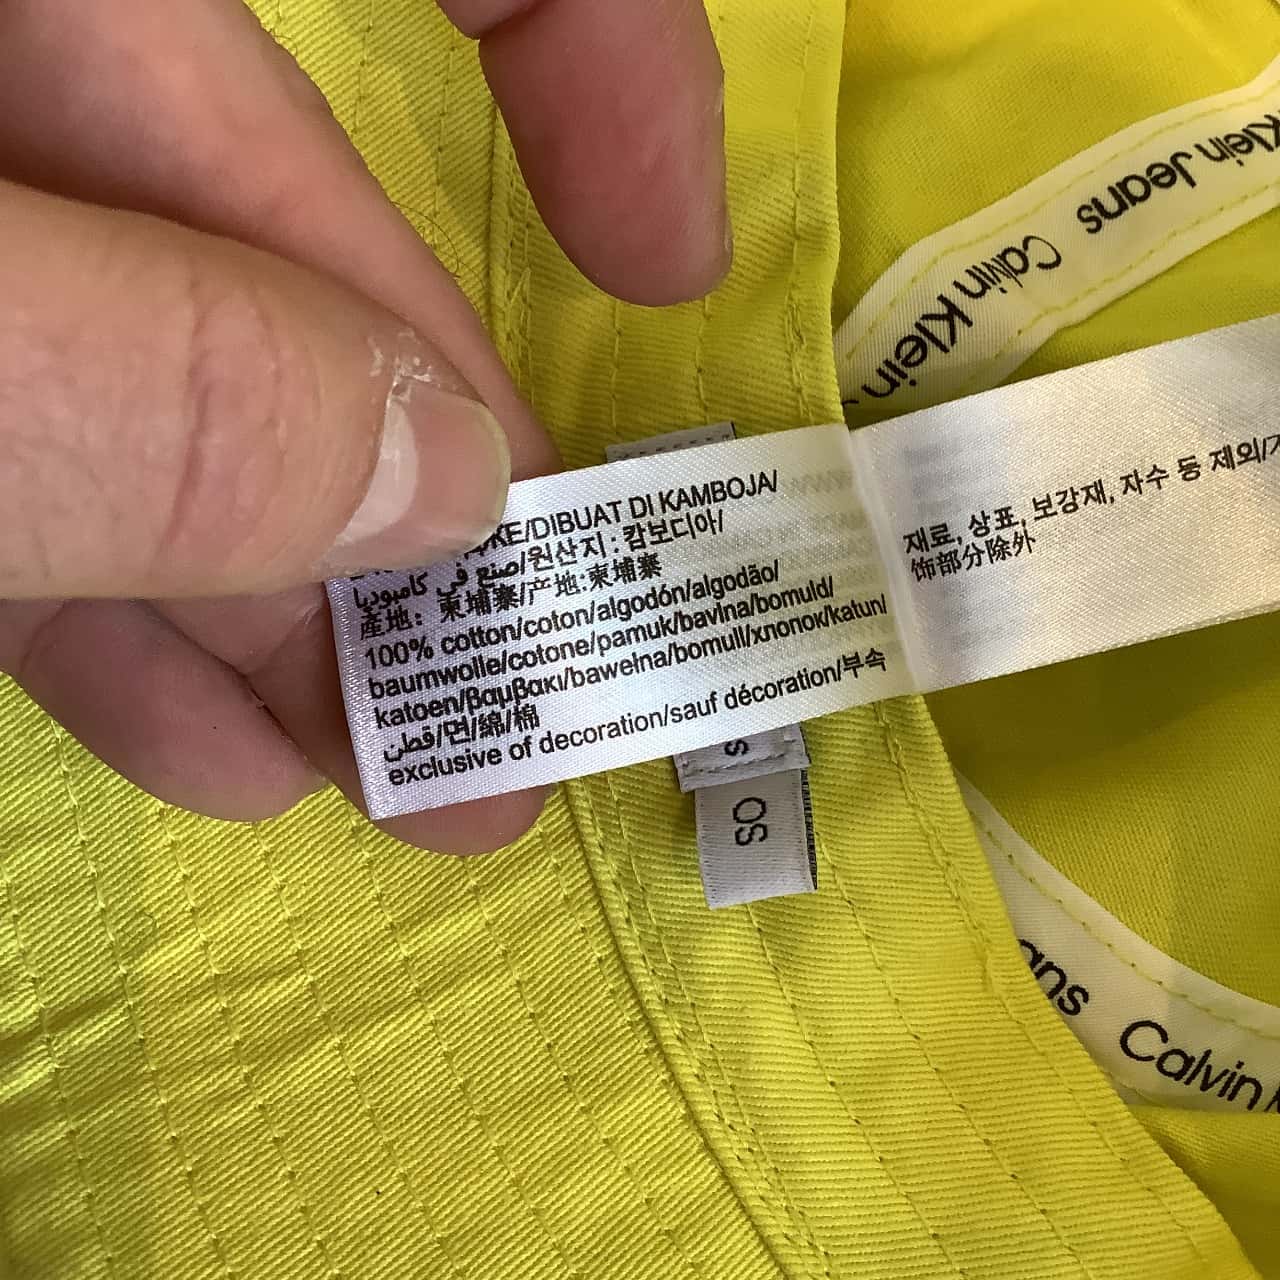 Klein Jeans
Calvin Klein
KE/DIBUAT DI KAMBOJA/
صنع في كامبوديا/원산지: 캄보디아/
產地: 柬埔寨/产地:柬埔寨
100% cotton/coton/algodón/algodão/
baumwolle/cotone/pamuk/bavlna/bomuld/
katoen/βαμβακι/bawełna/bomull/хлопок/katun/
قطن/면/綿/棉
exclusive of decoration/sauf décoration/부속
재료, 상표, 보강재, 자수 등 제외/
饰部分除外
S
OS
ans
Calvin